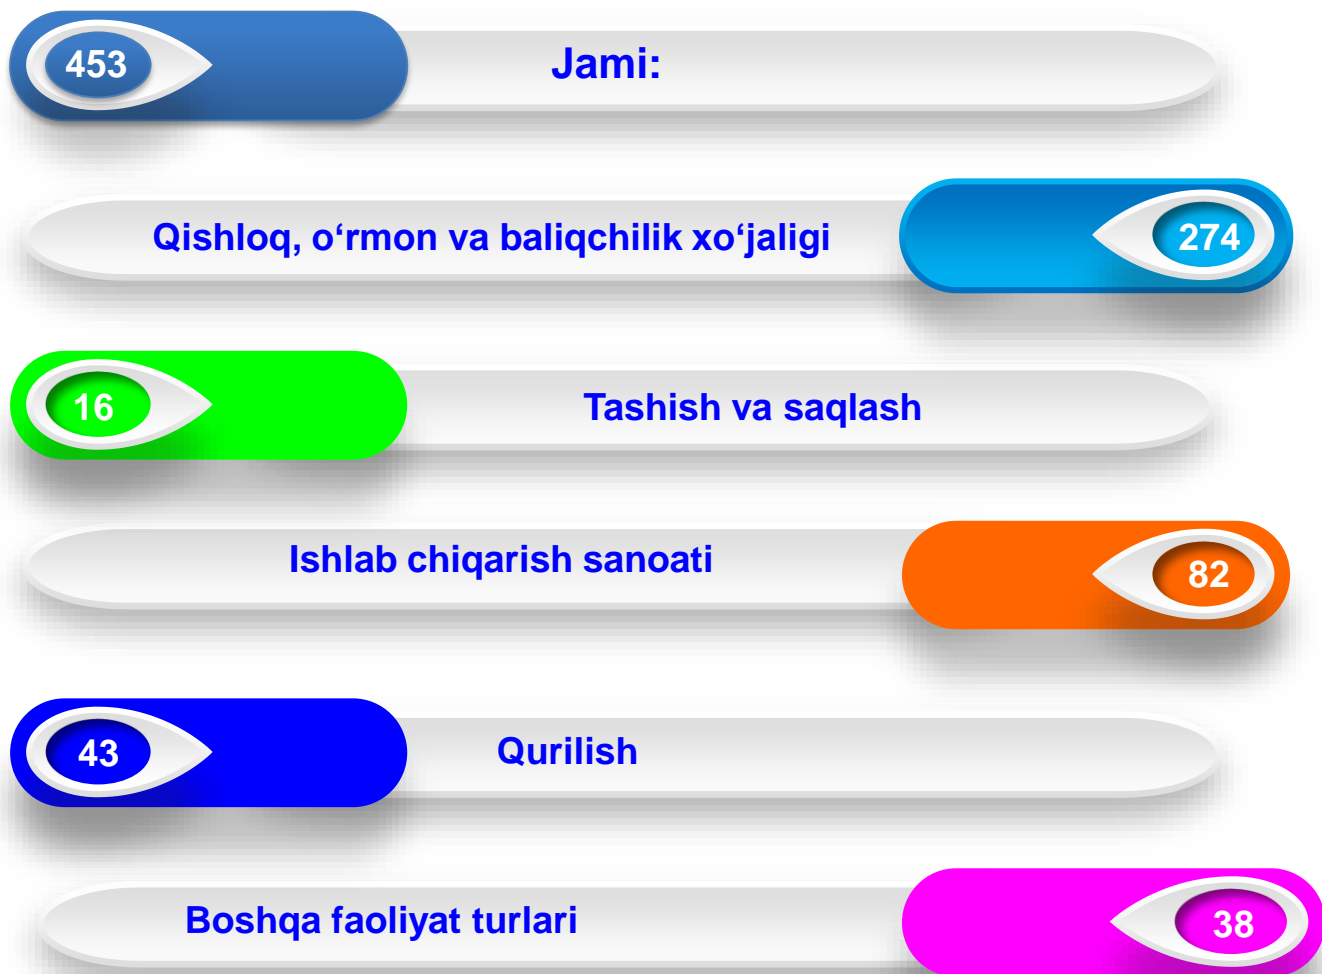 453
Jami:
Qishloq, o‘rmon va baliqchilik xo‘jaligi
274
16
Tashish va saqlash
Ishlab chiqarish sanoati
82
43
Qurilish
Boshqa faoliyat turlari
38